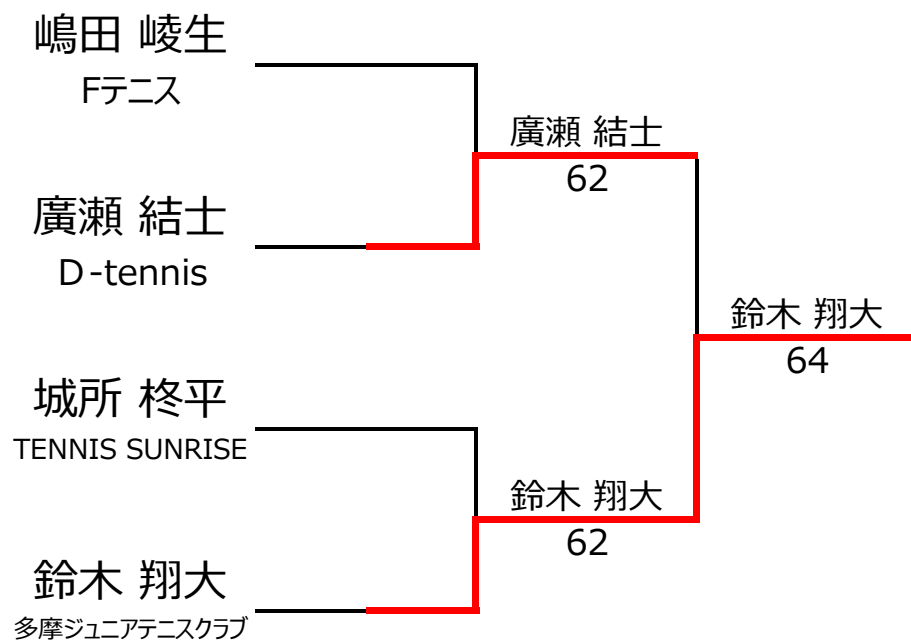 嶋田 崚生
Fテニス
廣瀬 結士
62
廣瀬 結士
Ｄ-tennis
鈴木 翔大
64
城所 柊平
TENNIS SUNRISE
鈴木 翔大
62
鈴木 翔大
多摩ジュニアテニスクラブ